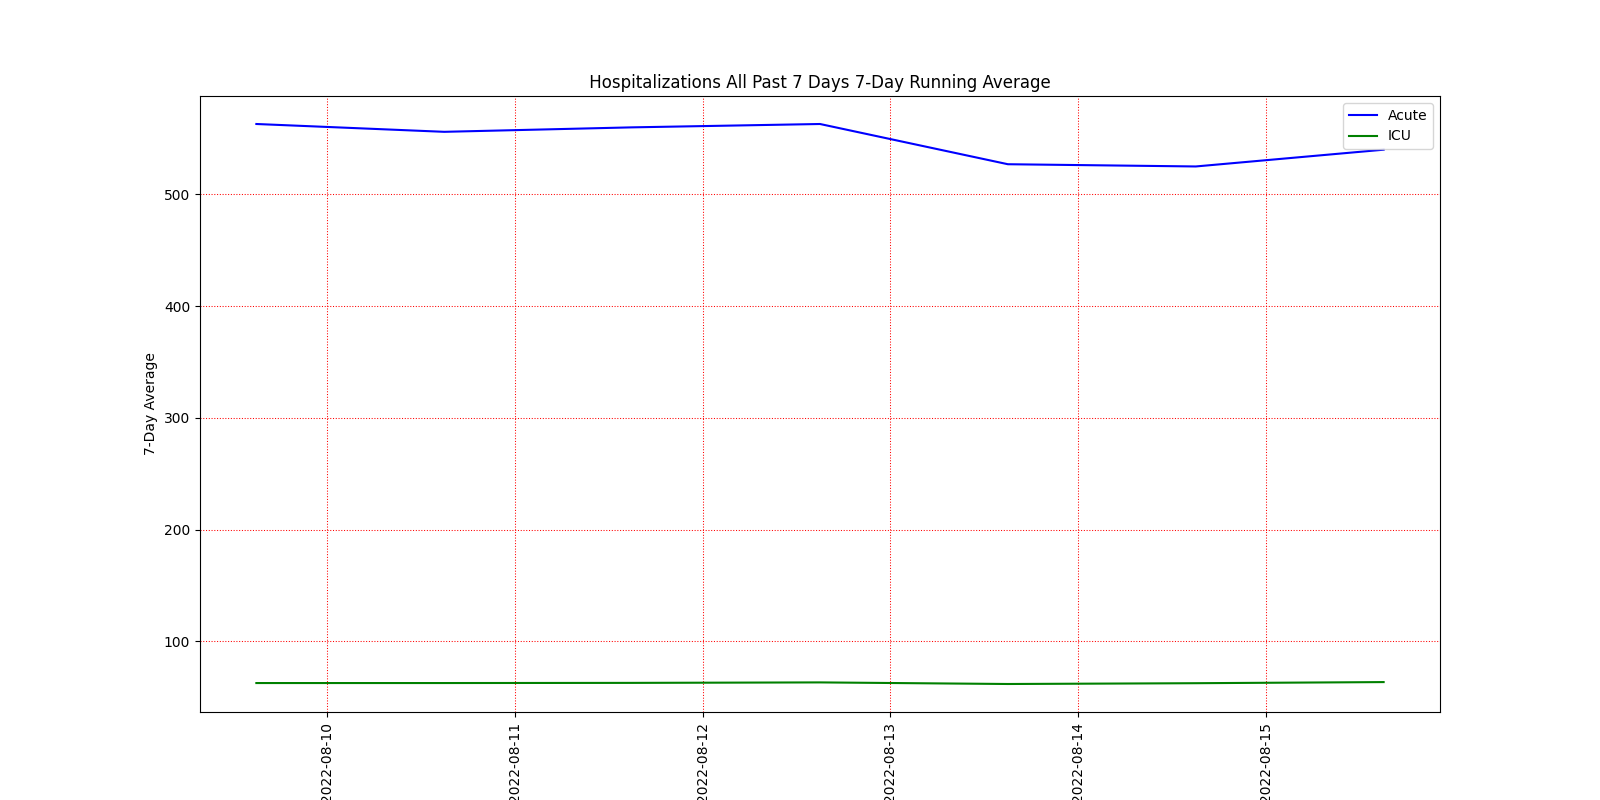 Hospitalizations All Past 7 Days 7-Day Running Average
Acute
ICU
500
400
300
200
100
7-Day Average
2022-08-10
2022-08-11
2022-08-12
2022-08-13
2022-08-14
2022-08-15